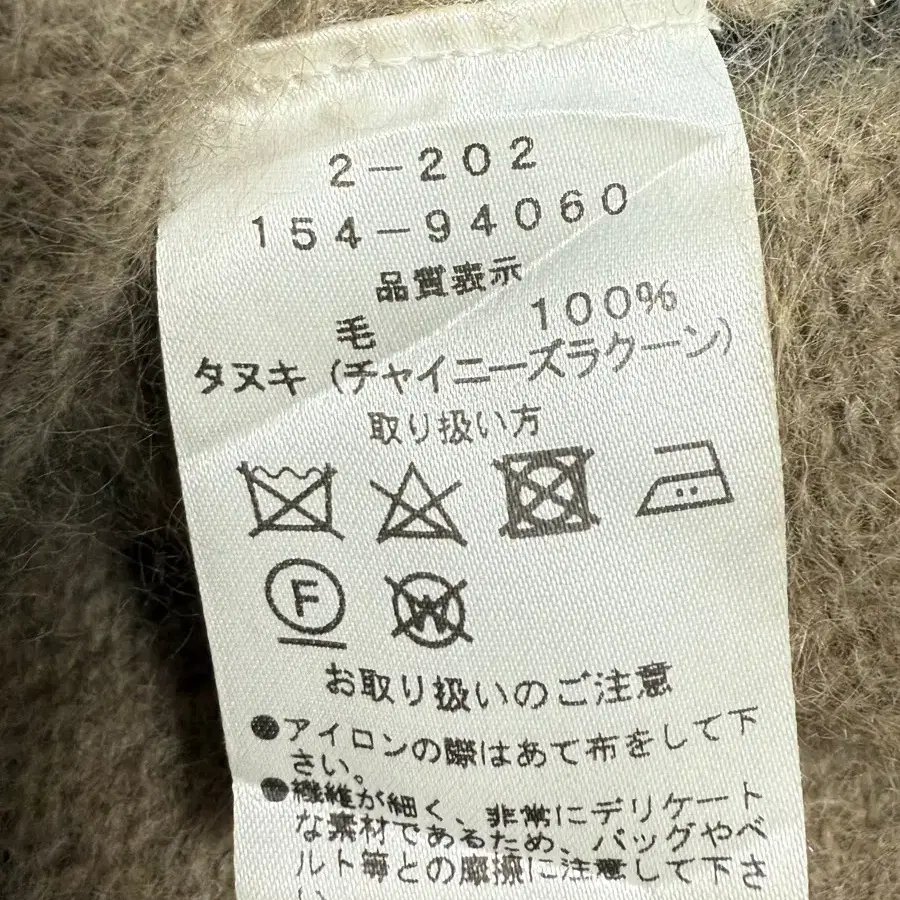 2-202
154-94060
品質表示
毛 100%
タヌキ (チャイニーズラクーン)
取り扱い方
F
W
お取り扱いのご注意
●アイロンの際はあて布をして下
さい。
●繊維が細く、非常にデリケート
な素材であるため、バッグやベ
ルト等との摩擦に注意して下さ
い